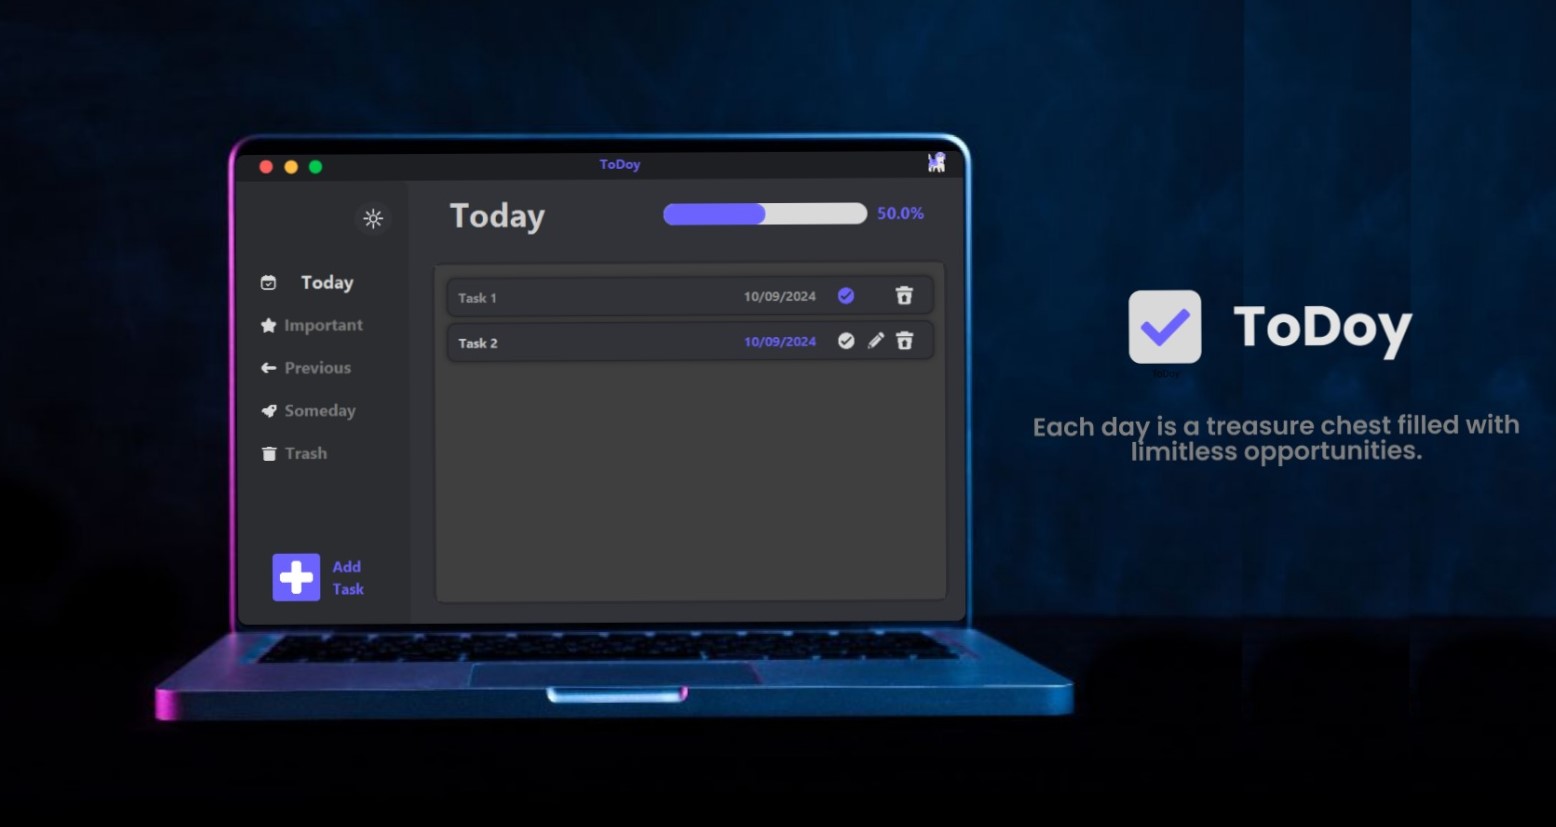 ToDoy
Today
50.0%
Today
Important
Previous
Someday
Trash
Add
Task
Task 1 10/09/2024
Task 2 10/09/2024
ToDoy
ToDoy
Each day is a treasure chest filled with
limitless opportunities.